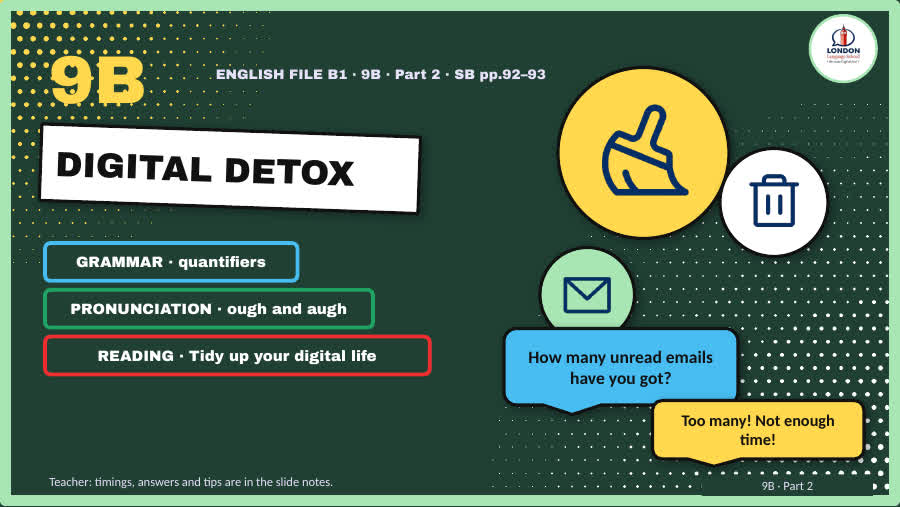 9B
ENGLISH FILE B1 · 9B · Part 2 · SB pp.92–93
LONDON
Language School
DIGITAL DETOX
GRAMMAR · quantifiers
PRONUNCIATION · ough and augh
READING · Tidy up your digital life
How many unread emails
have you got?
Too many! Not enough
time!
Teacher: timings, answers and tips are in the slide notes.
9B · Part 2